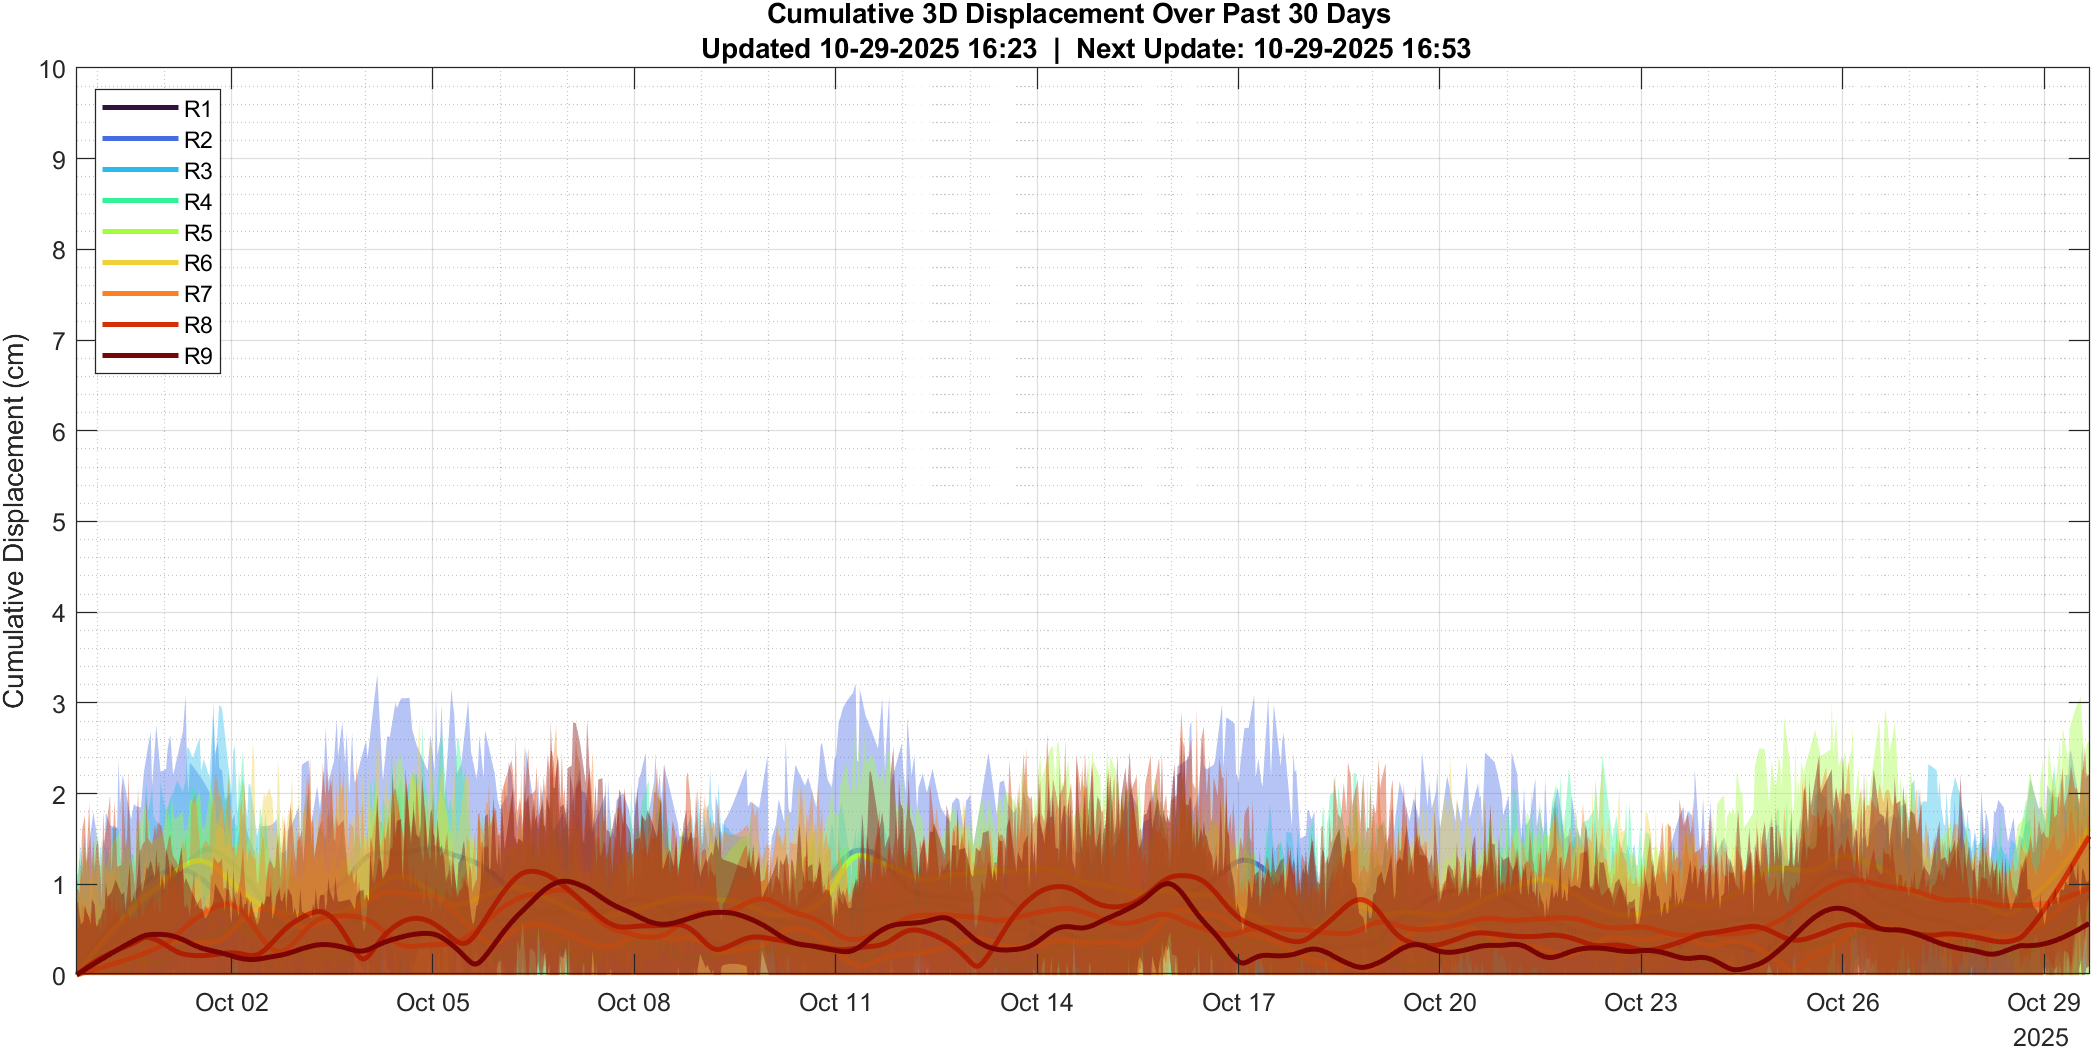 Cumulative 3D Displacement Over Past 30 Days
Updated 10-29-2025 16:23 | Next Update: 10-29-2025 16:53
Cumulative Displacement (cm)
10
9
8
7
6
5
4
3
2
1
0
R1
R2
R3
R4
R5
R6
R7
R8
R9
Oct 02 Oct 05 Oct 08 Oct 11 Oct 14 Oct 17 Oct 20 Oct 23 Oct 26 Oct 29
2025